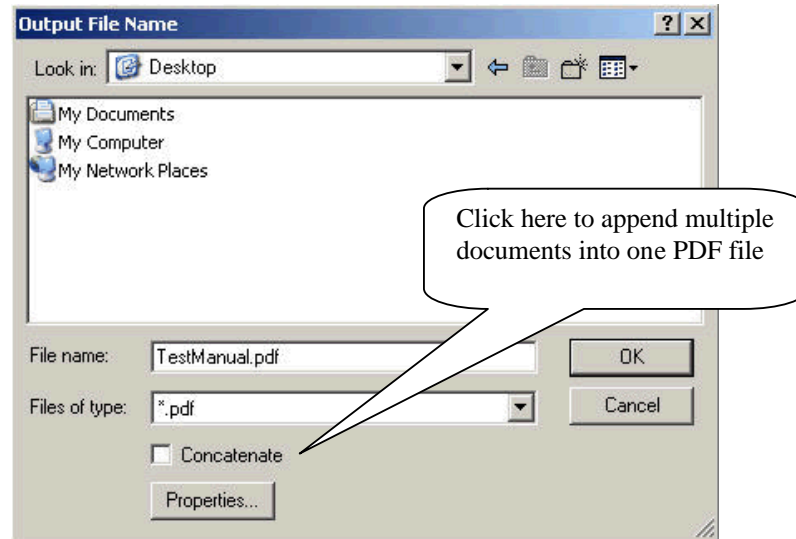 Output File Name
Look in: Desktop
My Documents
My Computer
My Network Places
Click here to append multiple
documents into one PDF file
File name: TestManual.pdf OK
Files of type: *.pdf Cancel
Concatenate
Properties...